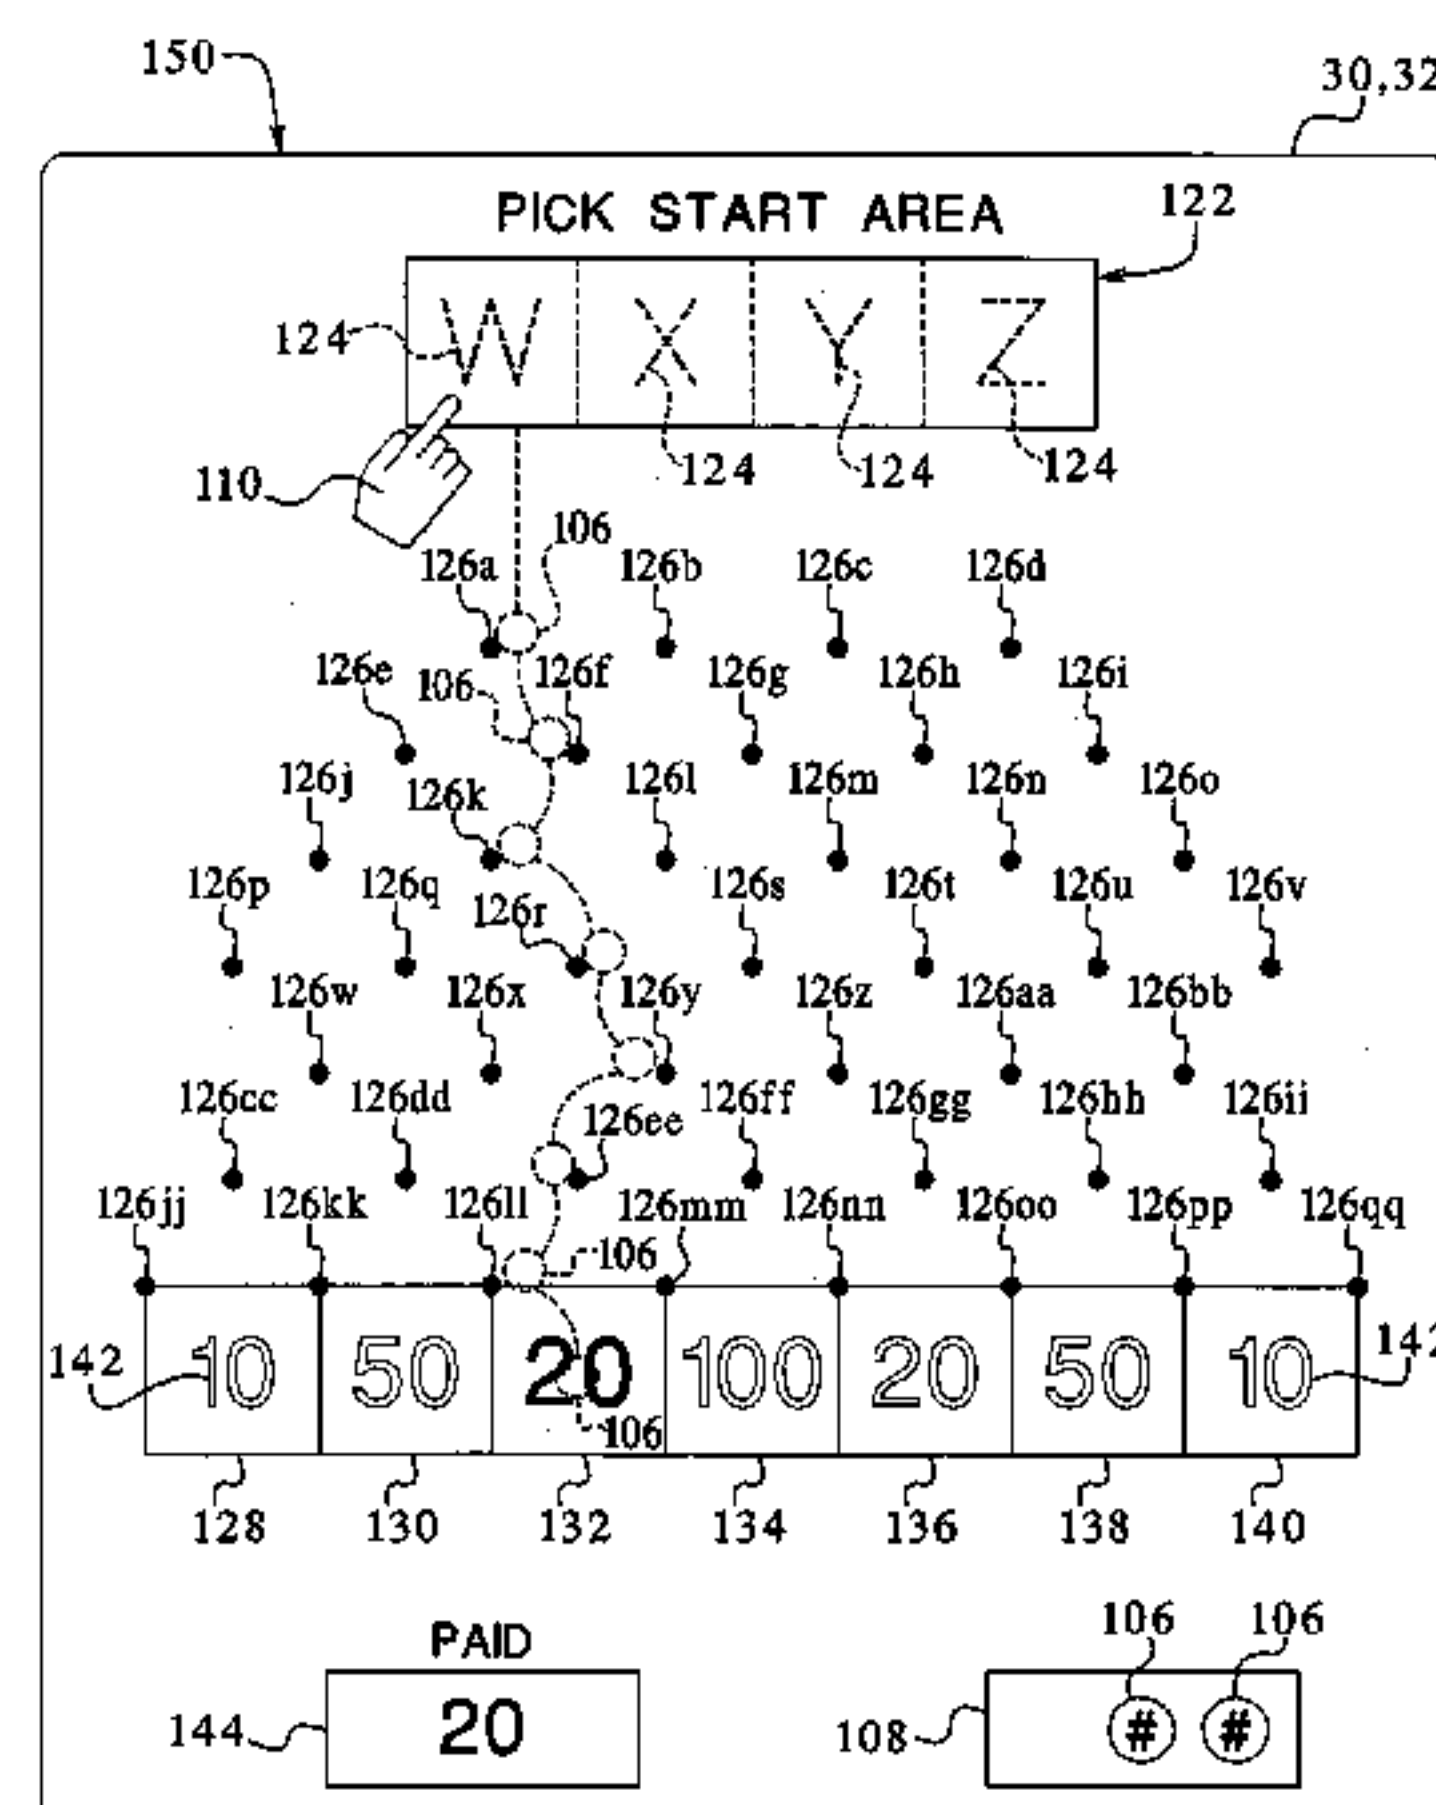 150
30,32
PICK START AREA
122
W X Y Z
124
124 124 124
110
106
126a 126b 126c 126d
126e 106 126f 126g 126h 126i
126j 126k 126l 126m 126n 126o
126p 126q 126r 126s 126t 126u 126v
126w 126x 126y 126z 126aa 126bb
126cc 126dd 126ee 126ff 126gg 126hh 126ii
126jj 126kk 126ll 126mm 126nn 126oo 126pp 126qq
106
142 10 50 20 100 20 50 10
106
128 130 132 134 136 138 140
PAID
106 106
144 20 108 # #